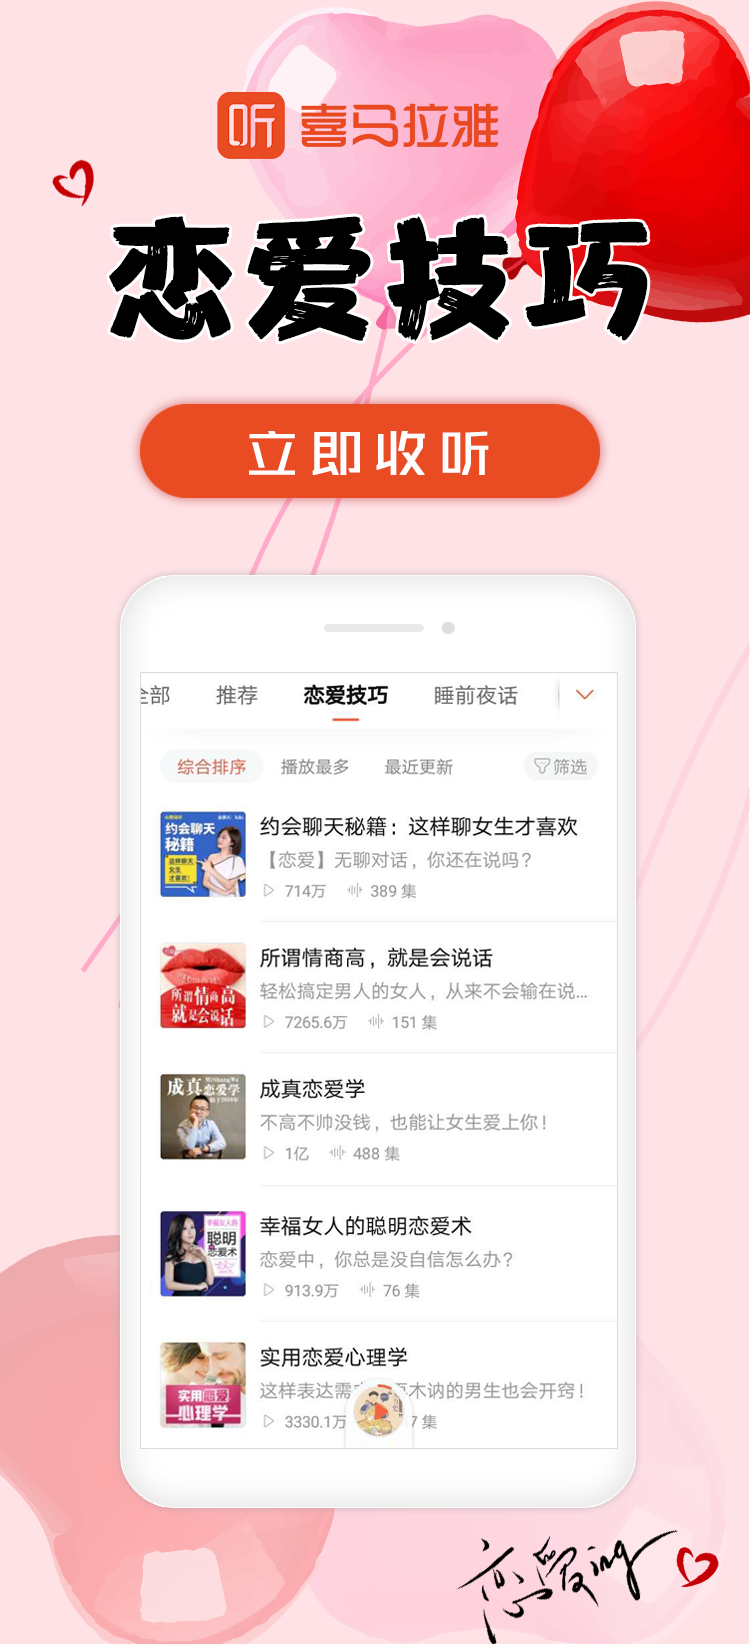 听 喜马拉雅
恋爱技巧
立即收听
全部 推荐 恋爱技巧 睡前夜话
综合排序 播放最多 最近更新 筛选
约会聊天
秘籍
这样聊天
女生
才喜欢!
约会聊天秘籍：这样聊女生才喜欢
【恋爱】无聊对话，你还在说吗？
714万 389 集
所谓情商高
就是会说话
所谓情商高，就是会说话
轻松搞定男人的女人，从来不会输在说...
7265.6万 151 集
成真恋爱学
成真恋爱学
不高不帅没钱，也能让女生爱上你！
1亿 488 集
幸福女人的
聪明
恋爱术
幸福女人的聪明恋爱术
恋爱中，你总是没自信怎么办？
913.9万 76 集
实用恋爱
心理学
实用恋爱心理学
这样表达需 木讷的男生也会开窍！
3330.1万 7 集
恋爱ing